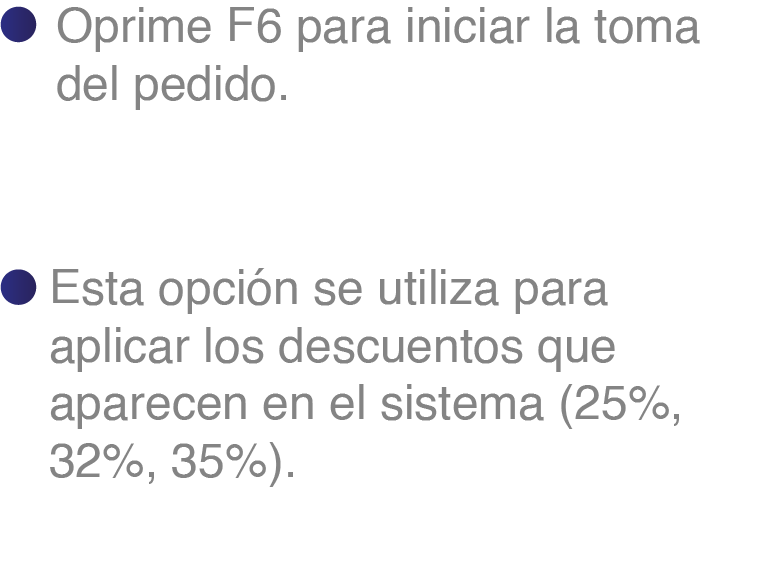 Oprime F6 para iniciar la toma
del pedido.
Esta opción se utiliza para
aplicar los descuentos que
aparecen en el sistema (25%,
32%, 35%).